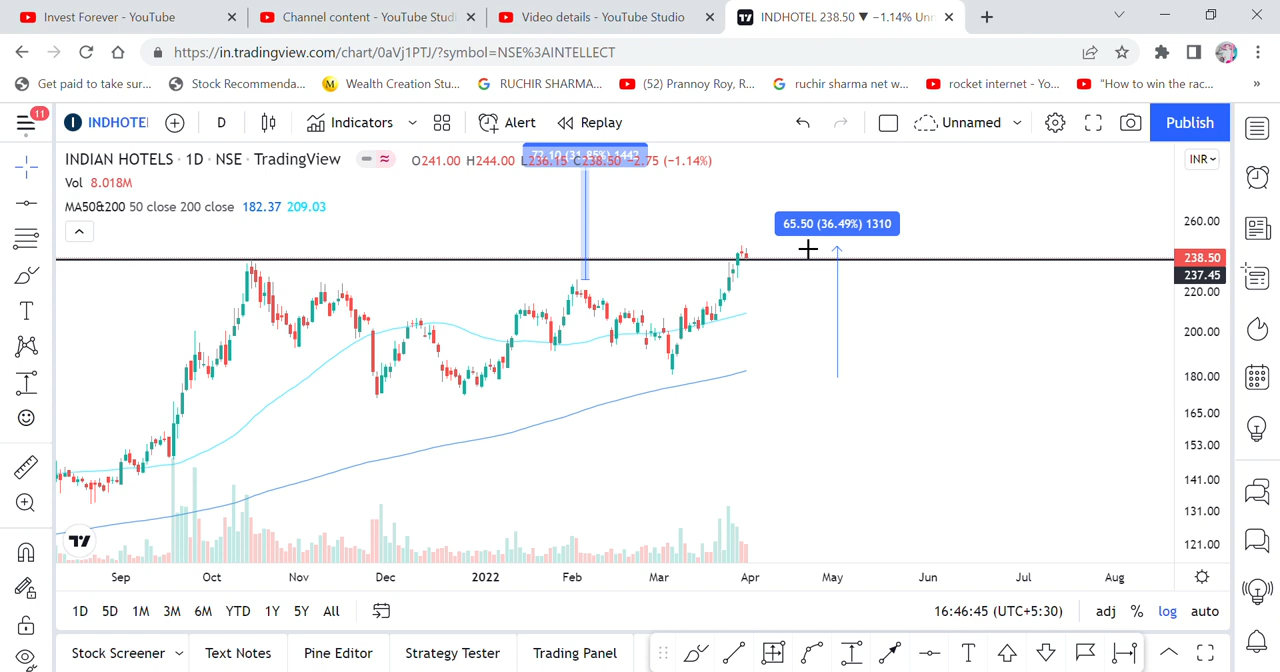 Invest Forever - YouTube
Channel content - YouTube Studi
Video details - YouTube Studio
INDHOTEL 238.50 ▼ −1.14% Unn
https://in.tradingview.com/chart/0aVj1PTJ/?symbol=NSE%3AINTELLECT
Get paid to take sur...
Stock Recommenda...
Wealth Creation Stu...
RUCHIR SHARMA...
(52) Prannoy Roy, R...
ruchir sharma net w...
rocket internet - Yo...
"How to win the rac...
»
11
INDHOTEL
D
Indicators
Alert
Replay
Unnamed
Publish
INDIAN HOTELS · 1D · NSE · TradingView
O241.00 H244.00 L236.15 C238.50 −2.75 (−1.14%)
77.10 (31.85%) 1442
INR
Vol 8.018M
MA50&200 50 close 200 close 182.37 209.03
65.50 (36.49%) 1310
260.00
238.50
237.45
220.00
200.00
180.00
165.00
153.00
141.00
131.00
121.00
Sep Oct Nov Dec 2022 Feb Mar Apr May Jun Jul Aug
1D 5D 1M 3M 6M YTD 1Y 5Y All
16:46:45 (UTC+5:30)
adj % log auto
Stock Screener
Text Notes
Pine Editor
Strategy Tester
Trading Panel